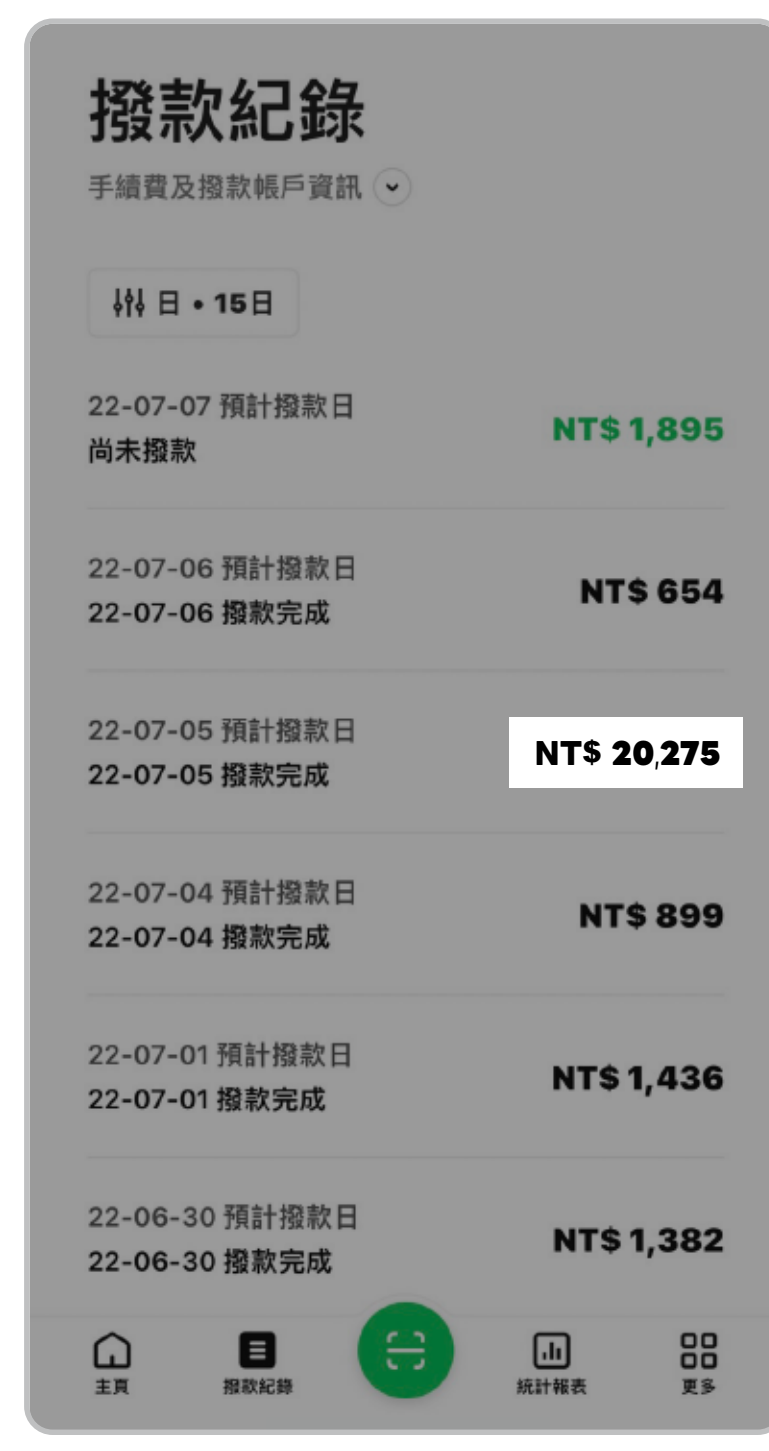 撥款紀錄
手續費及撥款帳戶資訊
日 • 15日
22-07-07 預計撥款日
尚未撥款
NT$ 1,895
22-07-06 預計撥款日
22-07-06 撥款完成
NT$ 654
22-07-05 預計撥款日
22-07-05 撥款完成
NT$ 20,275
22-07-04 預計撥款日
22-07-04 撥款完成
NT$ 899
22-07-01 預計撥款日
22-07-01 撥款完成
NT$ 1,436
22-06-30 預計撥款日
22-06-30 撥款完成
NT$ 1,382
主頁
撥款紀錄
統計報表
更多